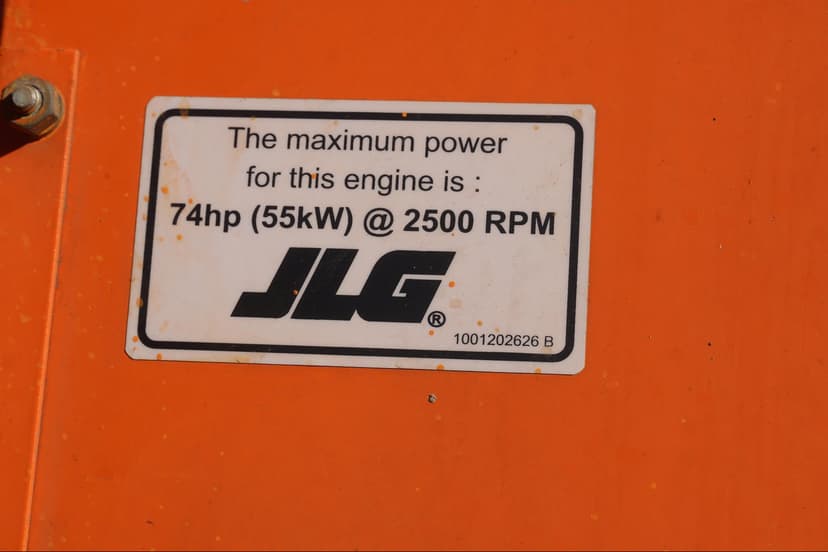 The maximum power
for this engine is :
74hp (55kW) @ 2500 RPM
JLG®
1001202626 B